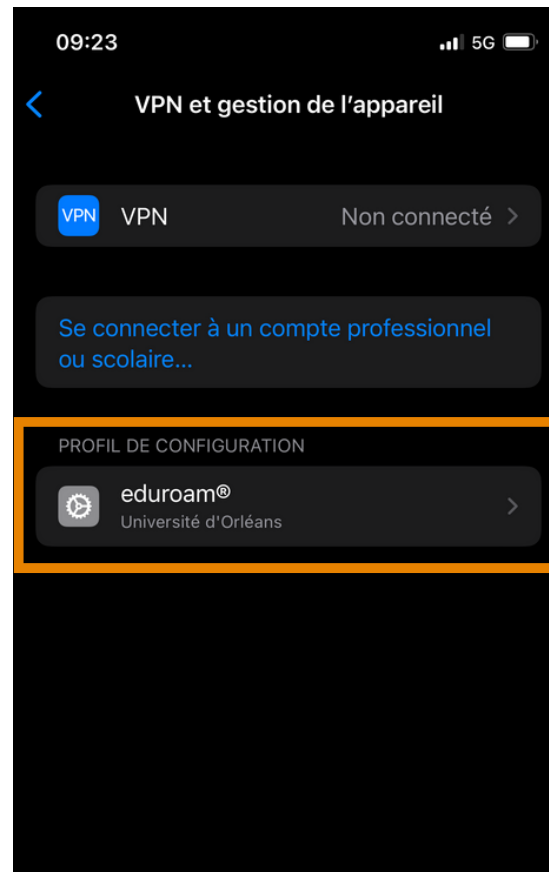 09:23
5G
VPN et gestion de l’appareil
VPN
VPN
Non connecté
Se connecter à un compte professionnel
ou scolaire...
PROFIL DE CONFIGURATION
eduroam®
Université d'Orléans